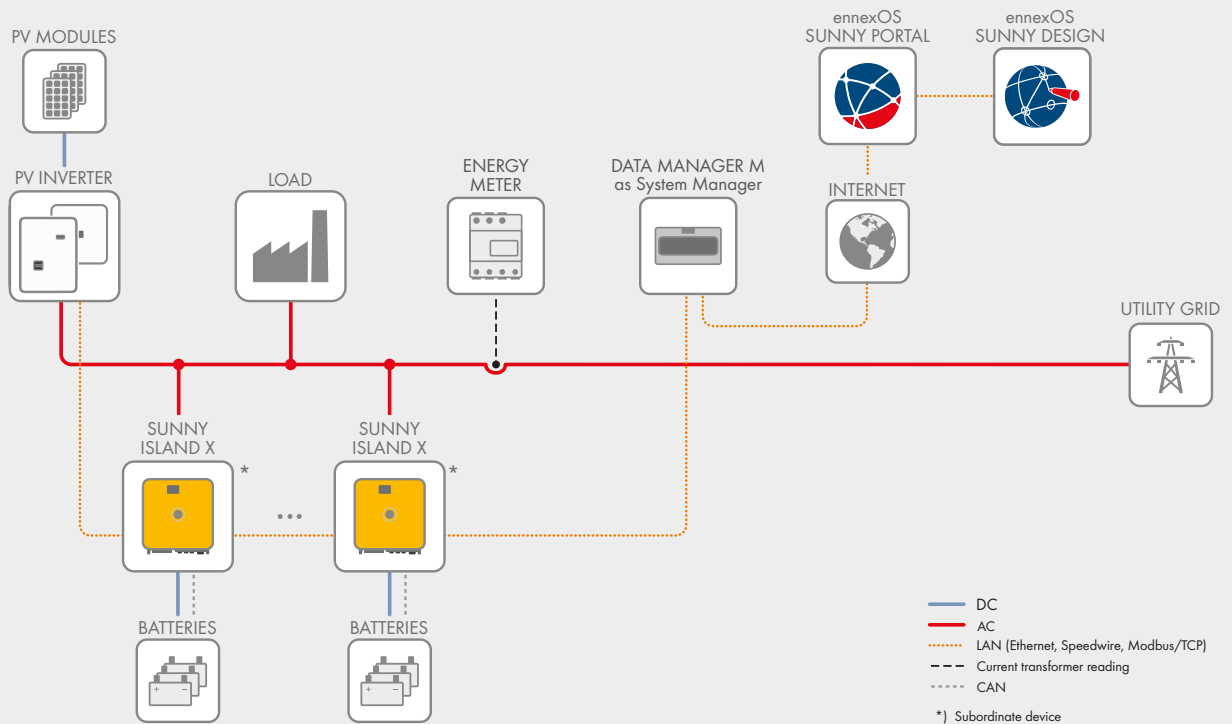 ennexOS
SUNNY PORTAL
ennexOS
SUNNY DESIGN
PV MODULES
PV INVERTER
LOAD
ENERGY
METER
DATA MANAGER M
as System Manager
INTERNET
UTILITY GRID
SUNNY
ISLAND X
*
SUNNY
ISLAND X
*
...
BATTERIES
+ −
BATTERIES
+ −
DC
AC
LAN (Ethernet, Speedwire, Modbus/TCP)
Current transformer reading
CAN
*) Subordinate device